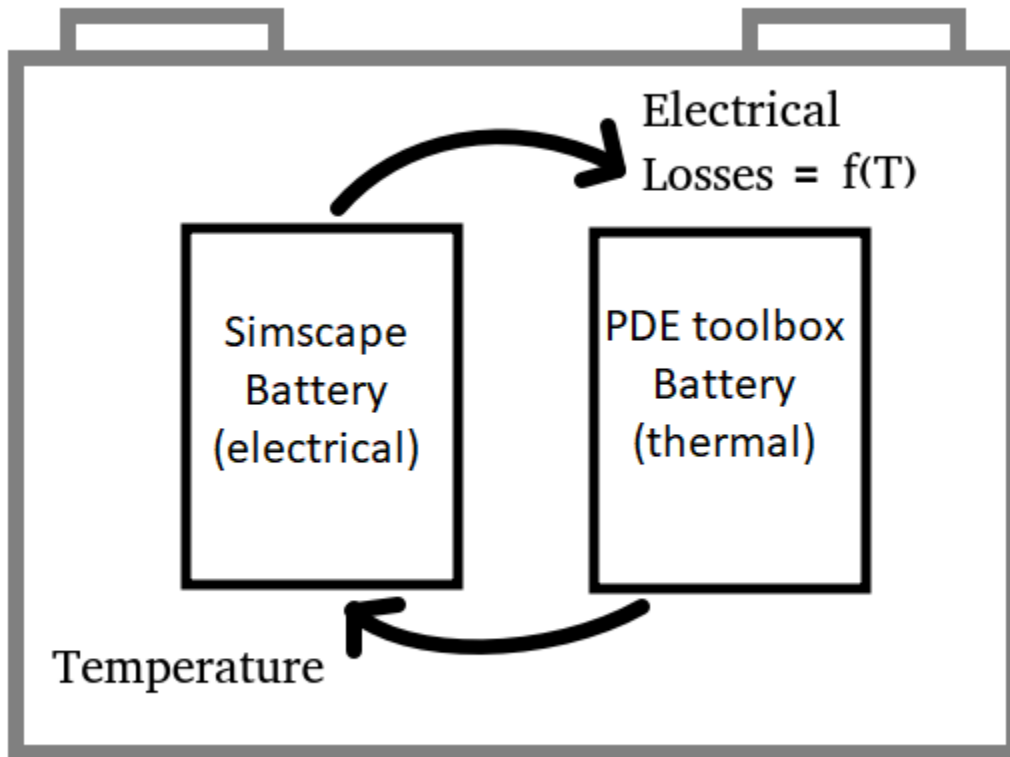 Electrical
Losses = f(T)
Simscape
Battery
(electrical)
PDE toolbox
Battery
(thermal)
Temperature